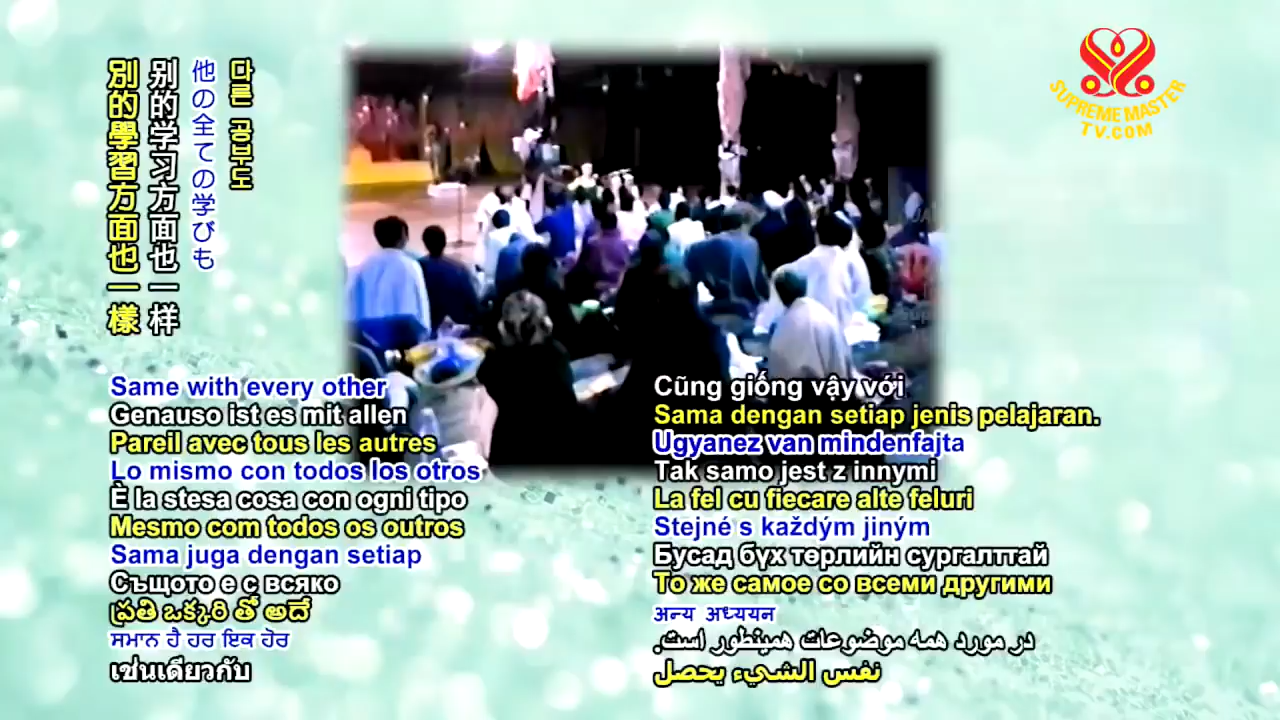 다른 공부도
他の全ての学びも
别的学习方面也一样
別的學習方面也一樣
SUPREME MASTER
TV.COM
Same with every other
Genauso ist es mit allen
Pareil avec tous les autres
Lo mismo con todos los otros
È la stesa cosa con ogni tipo
Mesmo com todos os outros
Sama juga dengan setiap
Същото е с всяко
ప్రతి ఒక్కరి తో అదే
ਸਮਾਨ ਹੈ ਹਰ ਇਕ ਹੋਰ
เช่นเดียวกับ
Cũng giống vậy với
Sama dengan setiap jenis pelajaran.
Ugyanez van mindenfajta
Tak samo jest z innymi
La fel cu fiecare alte feluri
Stejné s každým jiným
Бусад бүх төрлийн сургалттай
То же самое со всеми другими
अन्य अध्ययन
در مورد همه موضوعات همینطور است.
نفس الشيء يحصل